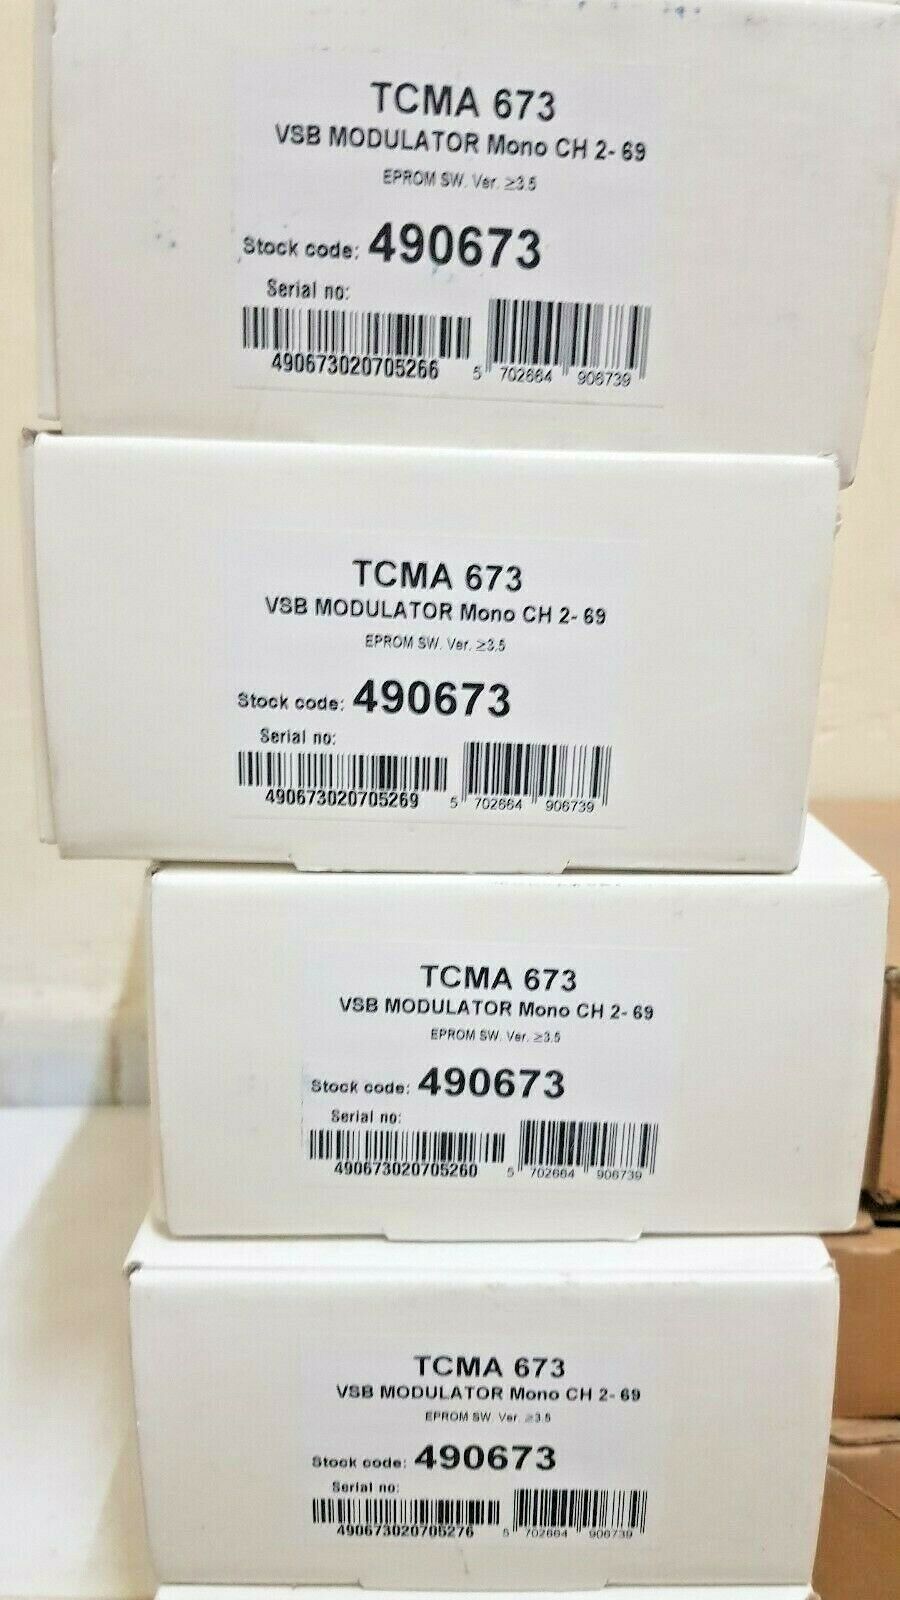 TCMA 673
VSB MODULATOR Mono CH 2- 69
EPROM SW. Ver. ≥3.5
Stock code: 490673
Serial no:
490673020705266 5 702664 906739
TCMA 673
VSB MODULATOR Mono CH 2- 69
EPROM SW. Ver. ≥3.5
Stock code: 490673
Serial no:
490673020705269 5 702664 906739
TCMA 673
VSB MODULATOR Mono CH 2- 69
EPROM SW. Ver. ≥3.5
Stock code: 490673
Serial no:
490673020705260 5 702664 906739
TCMA 673
VSB MODULATOR Mono CH 2- 69
EPROM SW. Ver. ≥3.5
Stock code: 490673
Serial no:
490673020705276 5 702664 906739